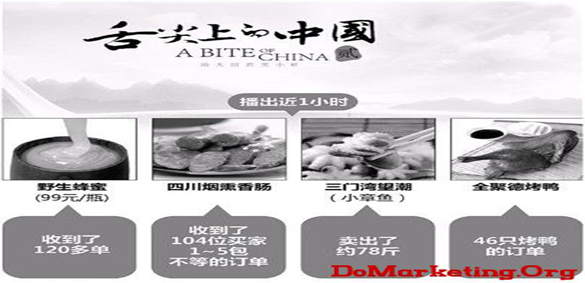 舌尖上的中國
A BITE OF CHINA
贰
播出近1小时
野生蜂蜜
(99元/瓶)
四川烟熏香肠
三门湾望潮
(小章鱼)
全聚德烤鸭
收到了
120多单
收到了
104位买家
1~5包
不等的订单
卖出了
约78斤
46只烤鸭
的订单
DoMarketing.Org